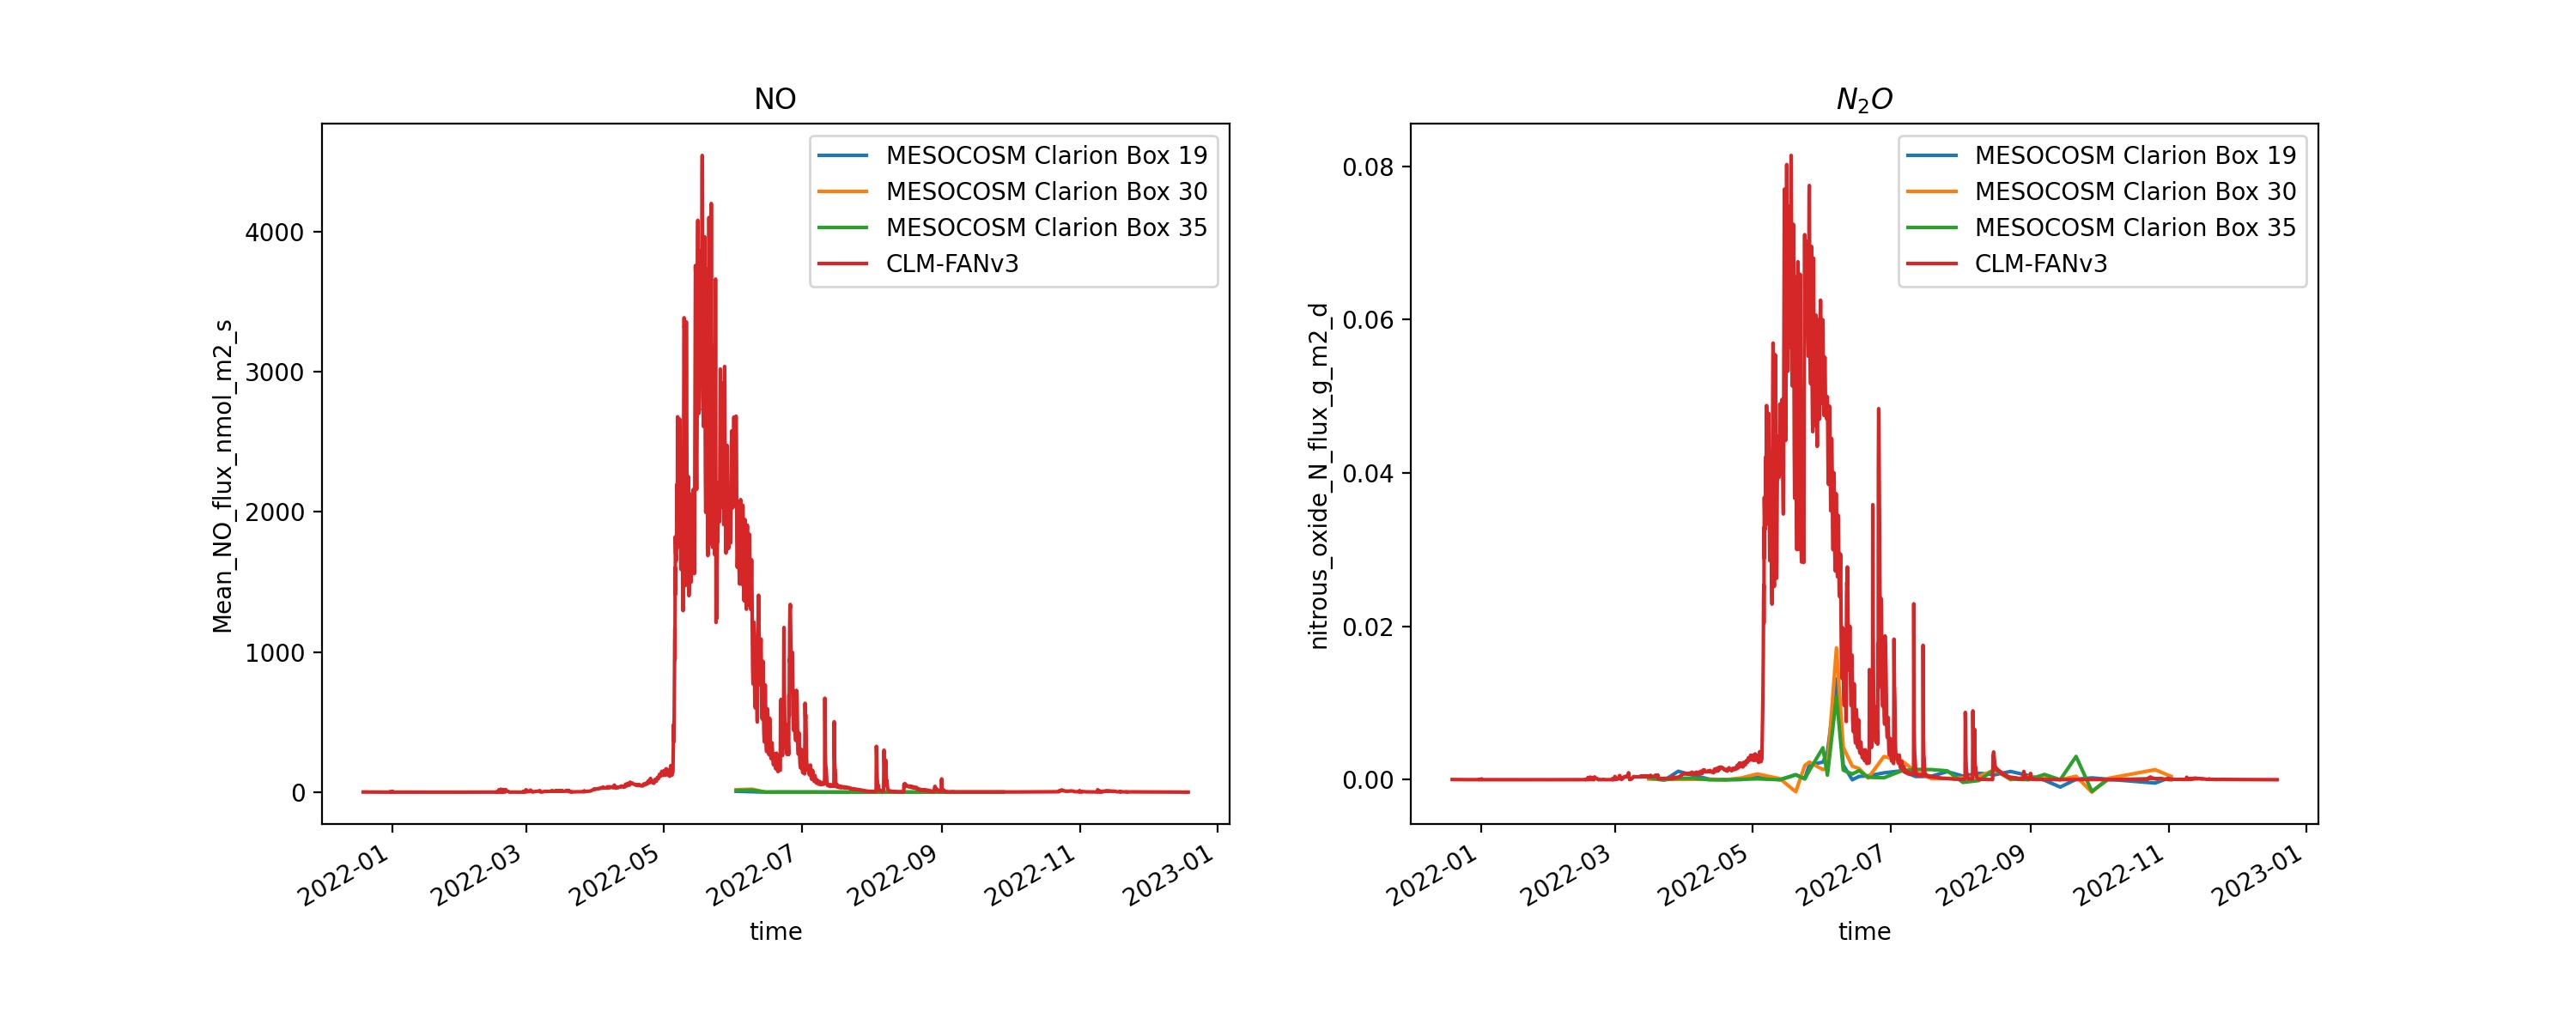 NO
MESOCOSM Clarion Box 19
MESOCOSM Clarion Box 30
MESOCOSM Clarion Box 35
CLM-FANv3
Mean_NO_flux_nmol_m2_s
4000
3000
2000
1000
0
2022-01
2022-03
2022-05
2022-07
2022-09
2022-11
2023-01
time
N₂O
MESOCOSM Clarion Box 19
MESOCOSM Clarion Box 30
MESOCOSM Clarion Box 35
CLM-FANv3
nitrous_oxide_N_flux_g_m2_d
0.08
0.06
0.04
0.02
0.00
2022-01
2022-03
2022-05
2022-07
2022-09
2022-11
2023-01
time